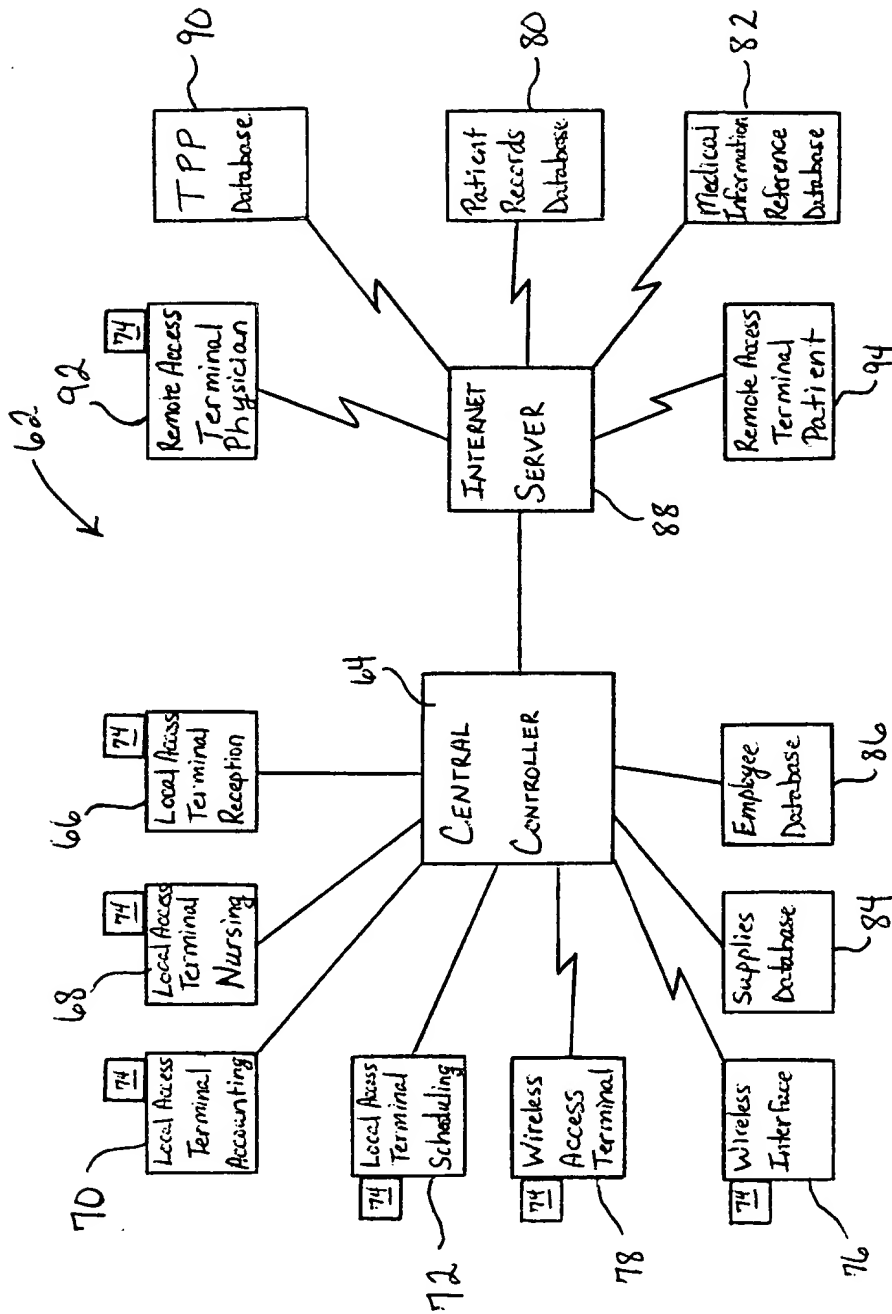 62
70
Local Access
Terminal
Accounting
74
68
Local Access
Terminal
Nursing
74
66
Local Access
Terminal
Reception
74
92
Remote Access
Terminal
Physician
74
TPP
Database
90
Local Access
Terminal
Scheduling
74
72
Wireless
Access
Terminal
74
78
Wireless
Interface
74
76
CENTRAL
CONTROLLER
64
INTERNET
SERVER
88
Patient
Records
Database
80
Medical
Information
Reference
Database
82
Supplies
Database
84
Employee
Database
86
Remote Access
Terminal
Patient
94